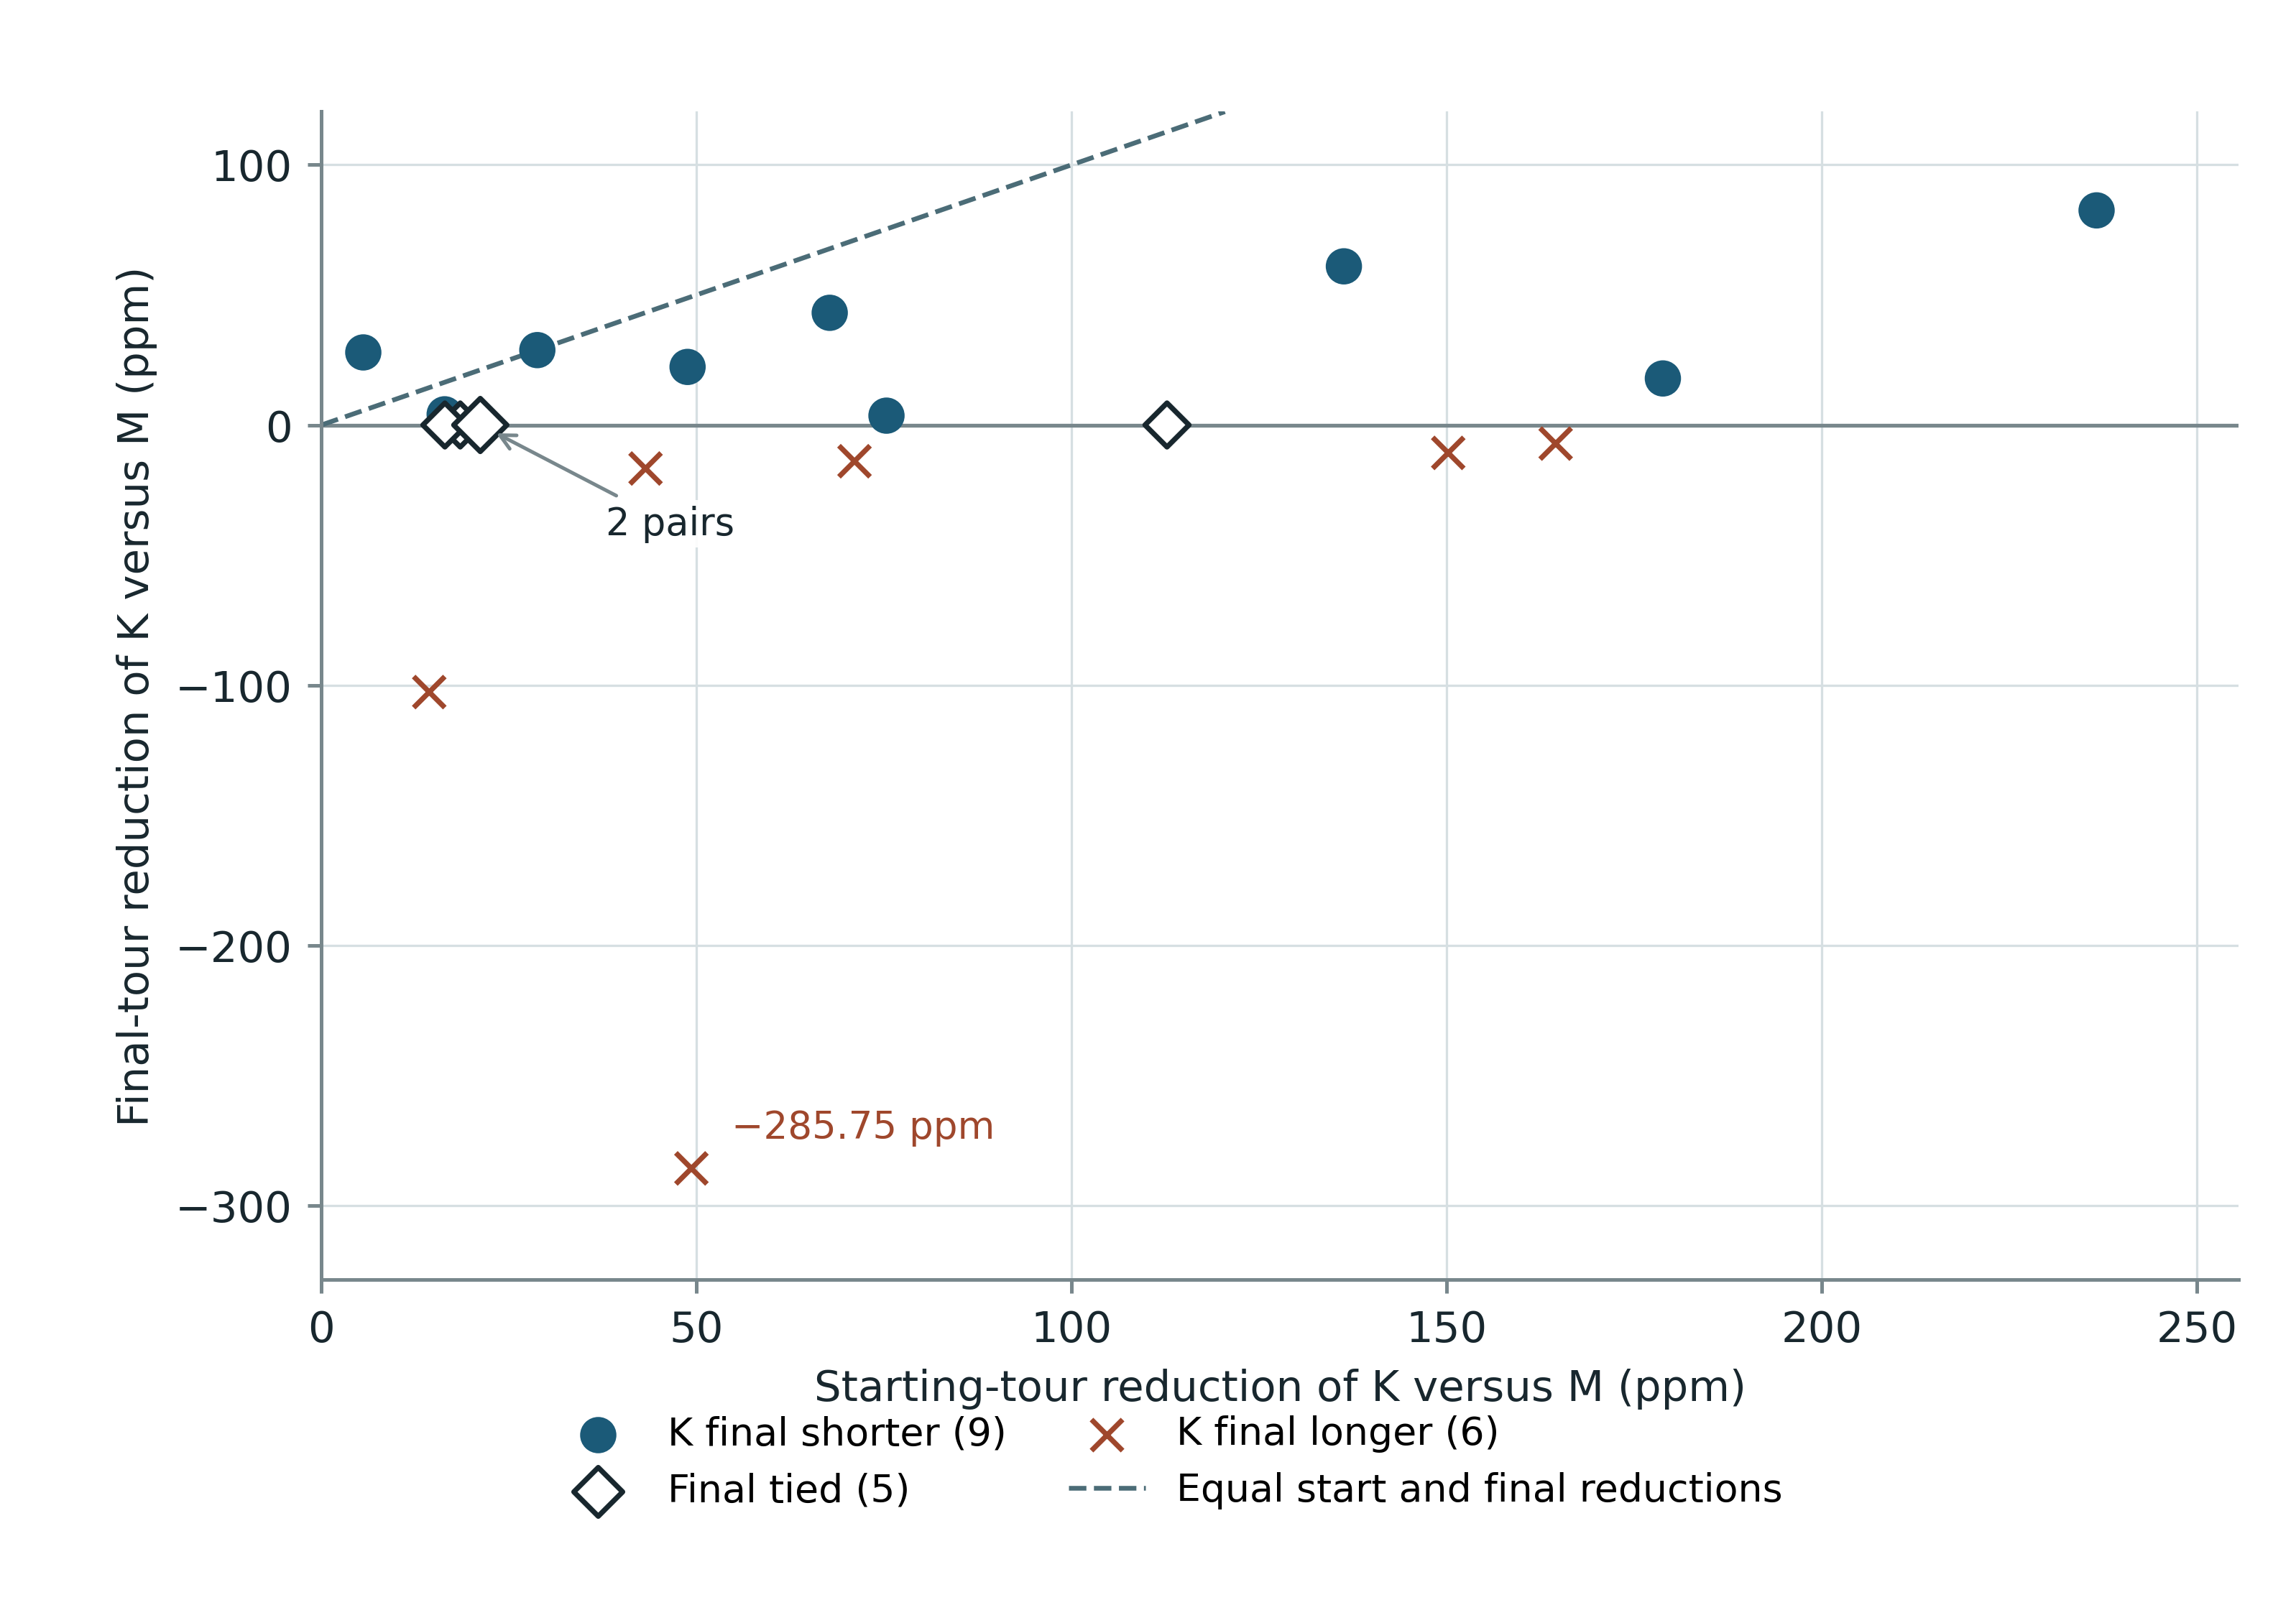 Final-tour reduction of K versus M (ppm)
100
0
−100
−200
−300
2 pairs
−285.75 ppm
0 50 100 150 200 250
Starting-tour reduction of K versus M (ppm)
K final shorter (9)
Final tied (5)
K final longer (6)
Equal start and final reductions